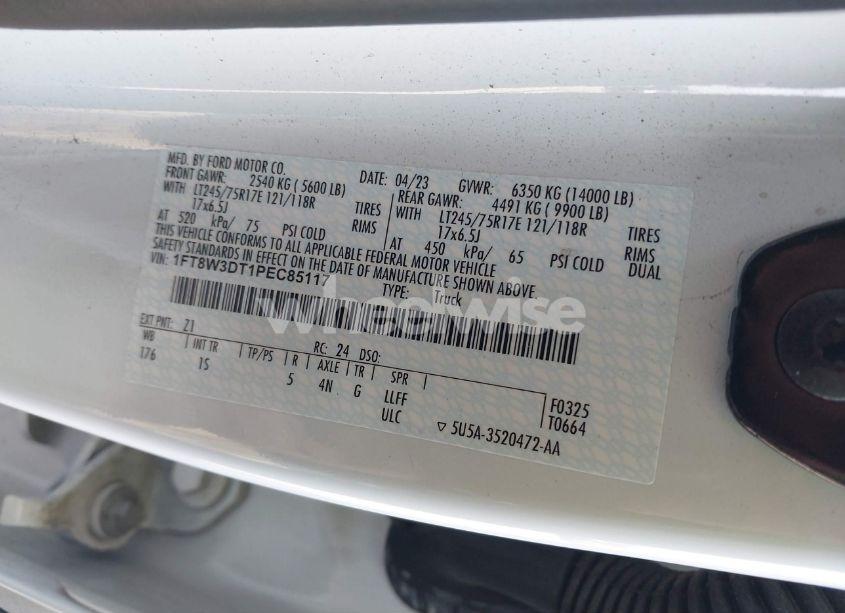 MFD. BY FORD MOTOR CO. DATE: 04/23 GVWR: 6350 KG (14000 LB)
FRONT GAWR: 2540 KG (5600 LB) REAR GAWR: 4491 KG (9900 LB)
WITH LT245/75R17E 121/118R TIRES WITH LT245/75R17E 121/118R TIRES
17x6.5J RIMS 17x6.5J RIMS
AT 520 kPa/ 75 PSI COLD AT 450 kPa/ 65 PSI COLD DUAL
THIS VEHICLE CONFORMS TO ALL APPLICABLE FEDERAL MOTOR VEHICLE
SAFETY STANDARDS IN EFFECT ON THE DATE OF MANUFACTURE SHOWN ABOVE.
VIN: 1FT8W3DT1PEC85117 TYPE: Truck
wheelwise
EXT PNT: Z1 RC: 24 DSO:
WB INT TR TP/PS R AXLE TR SPR
176 1S 5 4N G LLFF F0325
ULC T0664
▽ 5U5A-3520472-AA